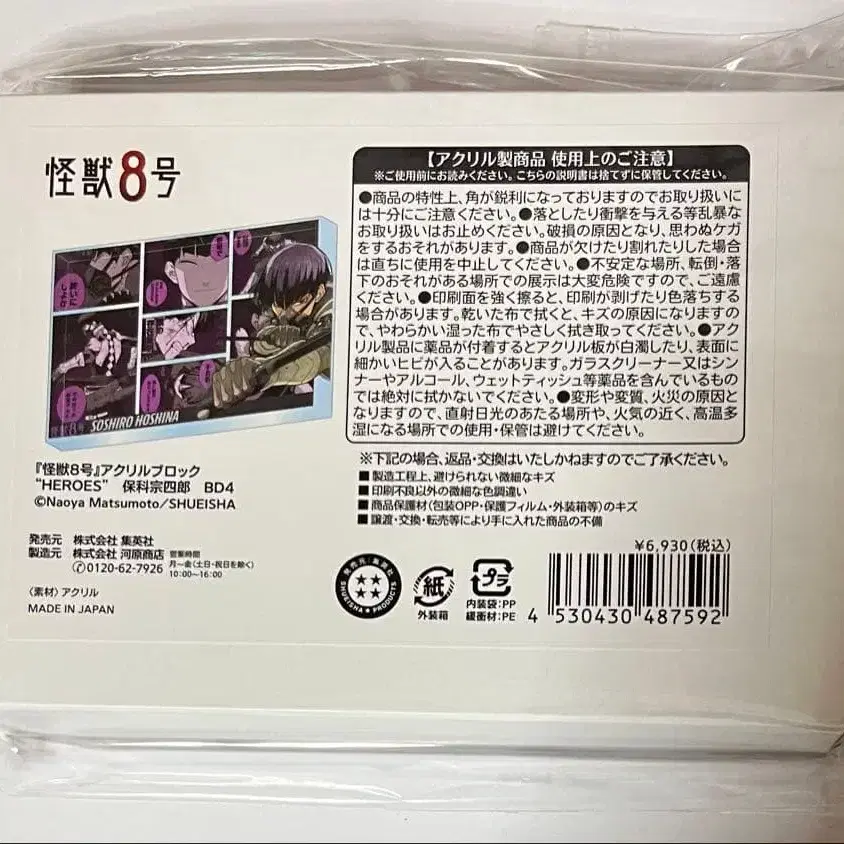 怪獣8号
酔いに
しよか
怪獣8号
SOSHIRO HOSHINA
『怪獣8号』アクリルブロック
“HEROES” 保科宗四郎 BD4
©Naoya Matsumoto/SHUEISHA
発売元 株式会社 集英社
製造元 株式会社 河原商店
0120-62-7926
営業時間
月〜金(土日・祝日を除く)
10:00〜16:00
〈素材〉アクリル
MADE IN JAPAN
【アクリル製商品 使用上のご注意】
※ご使用前にお読みください。こちらの説明書は捨てずに保管してください。
●商品の特性上、角が鋭利になっておりますのでお取り扱いに
は十分にご注意ください。●落としたり衝撃を与える等乱暴な
お取り扱いはお止めください。破損の原因となり、思わぬケガ
をするおそれがあります。●商品が欠けたり割れたりした場合
は直ちに使用を中止してください。●不安定な場所、転倒・落
下のおそれがある場所での展示は大変危険ですので、ご遠慮
ください。●印刷面を強く擦ると、印刷が剥げたり色落ちする
場合があります。乾いた布で拭くと、キズの原因になりますの
で、やわらかい湿った布でやさしく拭き取ってください。●アク
リル製品に薬品が付着するとアクリル板が白濁したり、表面に
細かいヒビが入ることがあります。ガラスクリーナー又はシン
ナーやアルコール、ウェットティッシュ等薬品を含んでいるもの
では絶対に拭かないでください。●変形や変質、火災の原因と
なりますので、直射日光のあたる場所や、火気の近く、高温多
湿になる場所での使用・保管は避けてください。
※下記の場合、返品・交換はいたしかねますのでご了承ください。
■製造工程上、避けられない微細なキズ
■印刷不良以外の微細な色調違い
■商品保護材(包装OPP・保護フィルム・外装箱等)のキズ
■譲渡・交換・転売等により手に入れた商品の不備
¥6,930(税込)
発売元/集英社
SHUEISHA PRODUCTS
紙
外装箱
プラ
内装袋:PP
緩衝材:PE
4 530430 487592